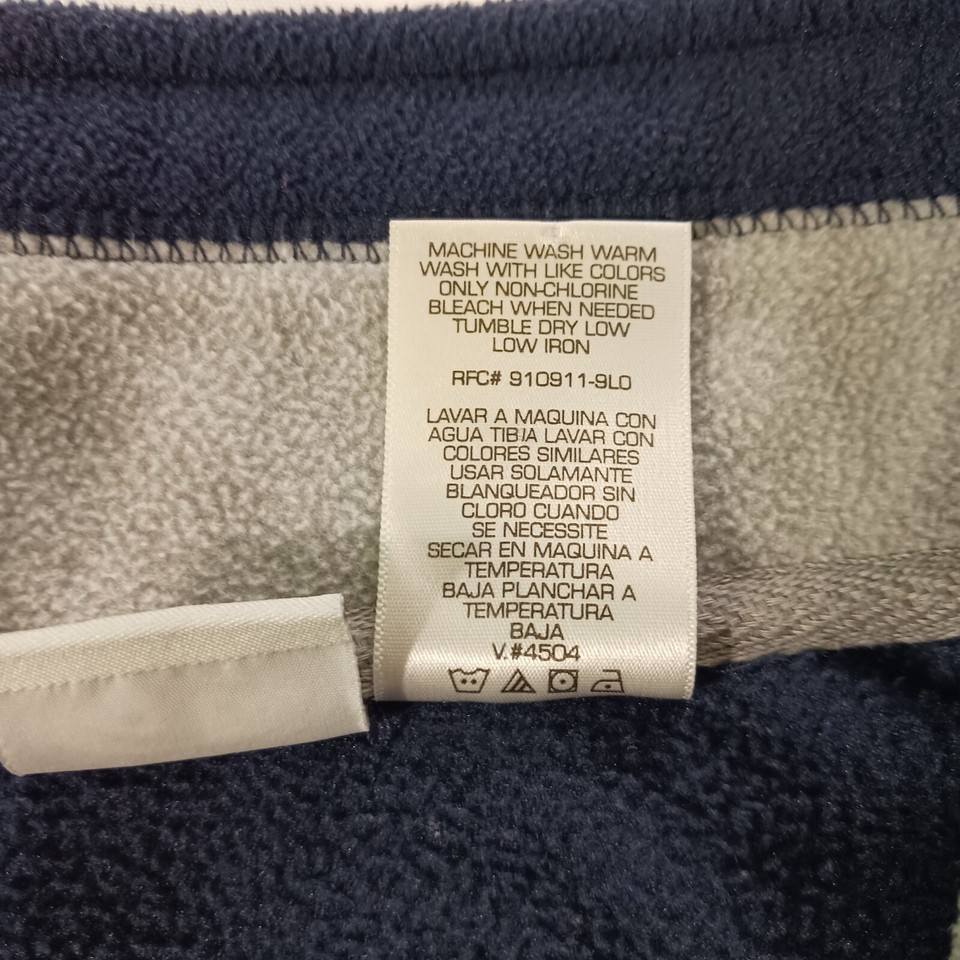 MACHINE WASH WARM
WASH WITH LIKE COLORS
ONLY NON-CHLORINE
BLEACH WHEN NEEDED
TUMBLE DRY LOW
LOW IRON
RFC# 910911-9L0
LAVAR A MAQUINA CON
AGUA TIBIA LAVAR CON
COLORES SIMILARES
USAR SOLAMANTE
BLANQUEADOR SIN
CLORO CUANDO
SE NECESSITE
SECAR EN MAQUINA A
TEMPERATURA
BAJA PLANCHAR A
TEMPERATURA
BAJA
V.#4504